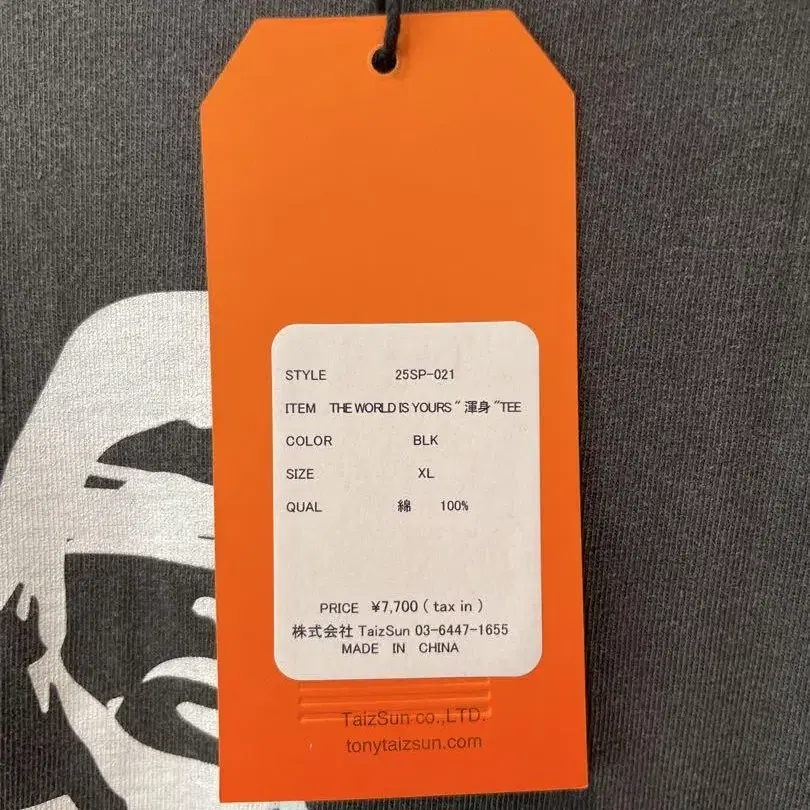 STYLE 25SP-021
ITEM THE WORLD IS YOURS "渾身"TEE
COLOR BLK
SIZE XL
QUAL 綿 100%
PRICE ¥7,700 ( tax in )
株式会社 TaizSun 03-6447-1655
MADE IN CHINA
TaizSun co.,LTD.
tonytaizsun.com